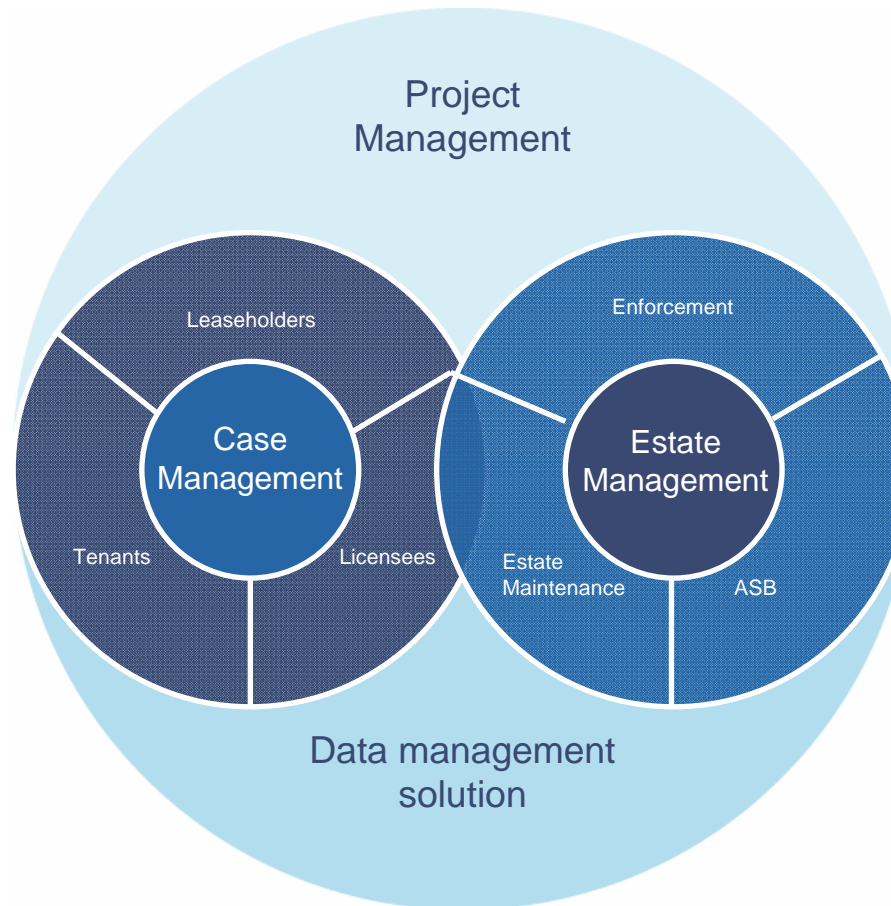 Project
Management
Leaseholders
Enforcement
Case
Management
Estate
Management
Tenants
Licensees
Estate
Maintenance
ASB
Data management
solution